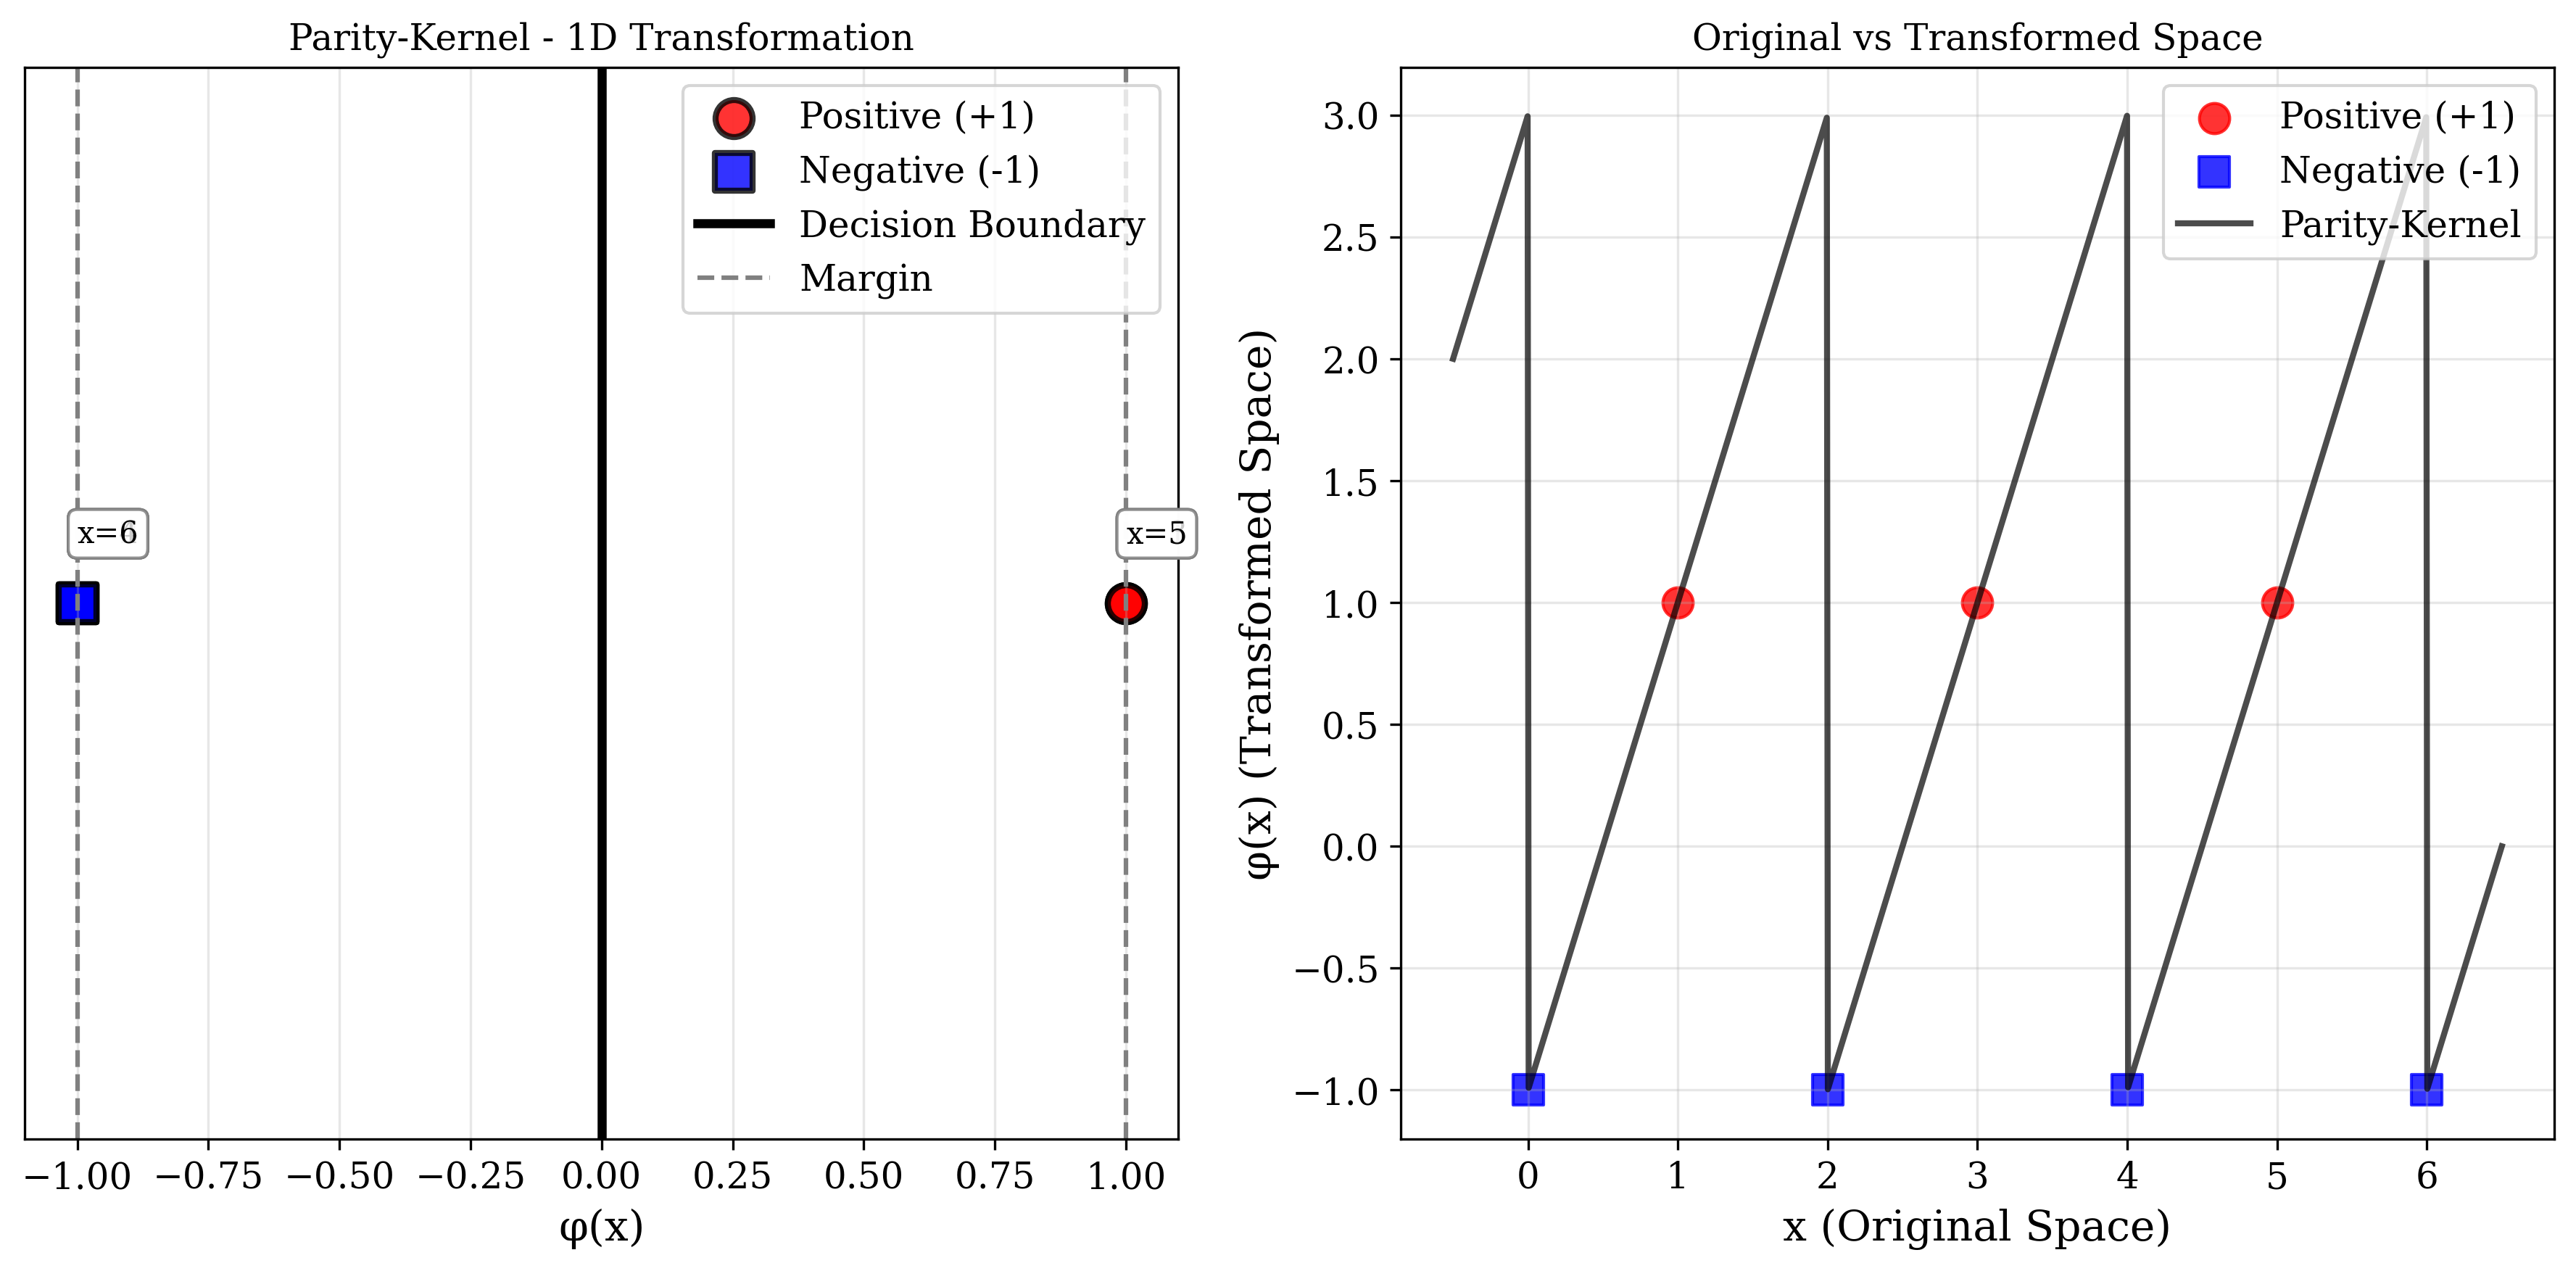 Parity-Kernel - 1D Transformation
Positive (+1)
Negative (-1)
Decision Boundary
Margin
x=6
x=5
−1.00 −0.75 −0.50 −0.25 0.00 0.25 0.50 0.75 1.00
φ(x)
Original vs Transformed Space
Positive (+1)
Negative (-1)
Parity-Kernel
φ(x) (Transformed Space)
3.0
2.5
2.0
1.5
1.0
0.5
0.0
−0.5
−1.0
0 1 2 3 4 5 6
x (Original Space)